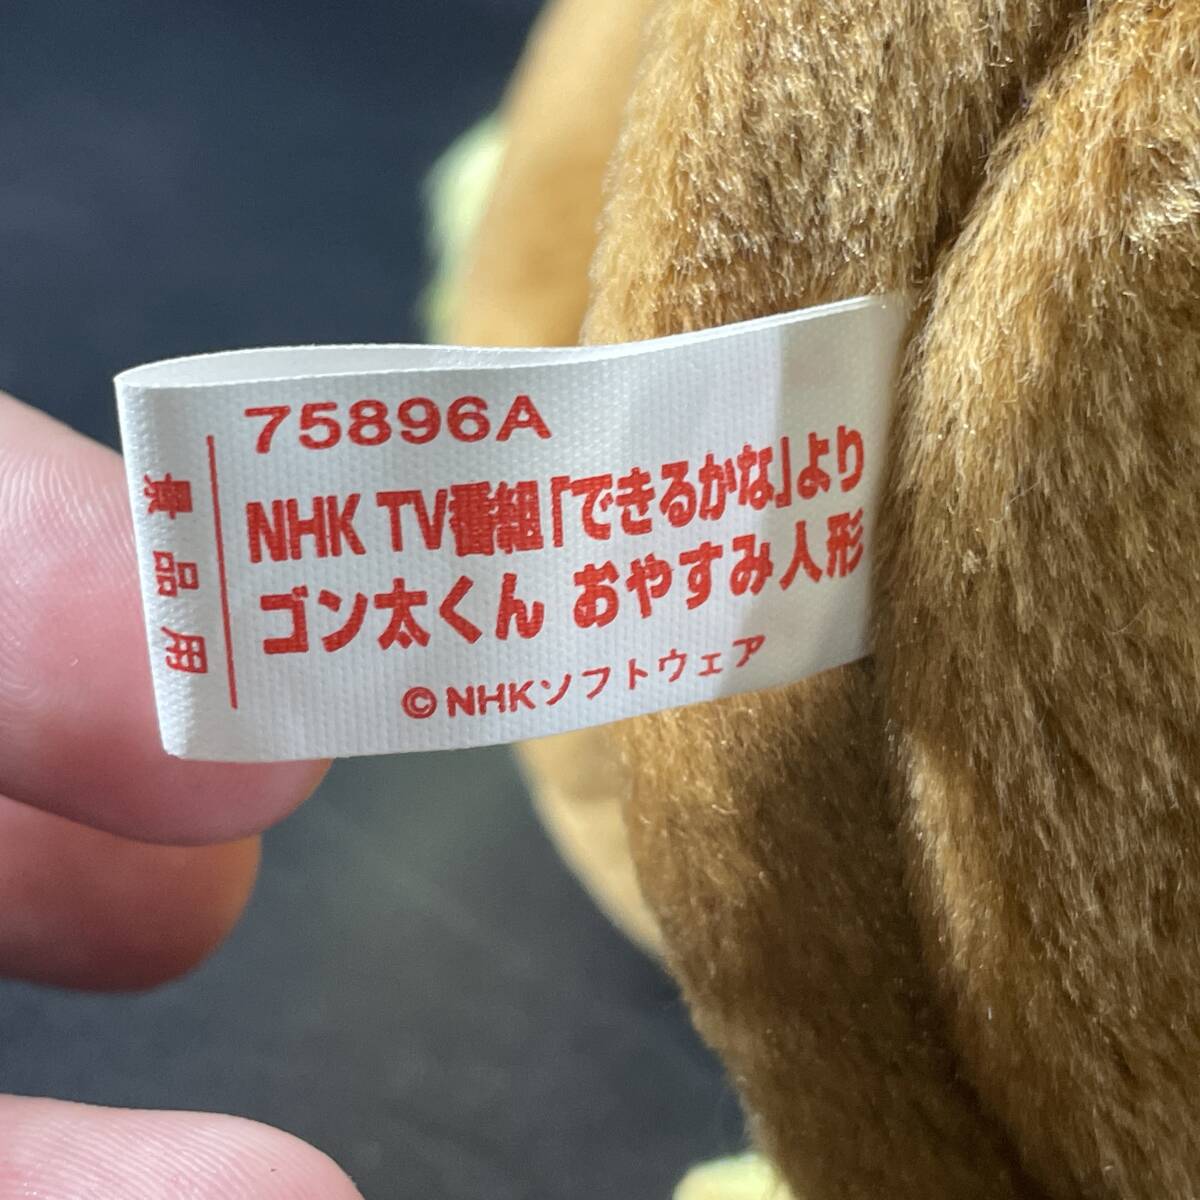 75896A
景品用
NHK TV番組「できるかな」より
ゴン太くん おやすみ人形
©NHKソフトウェア